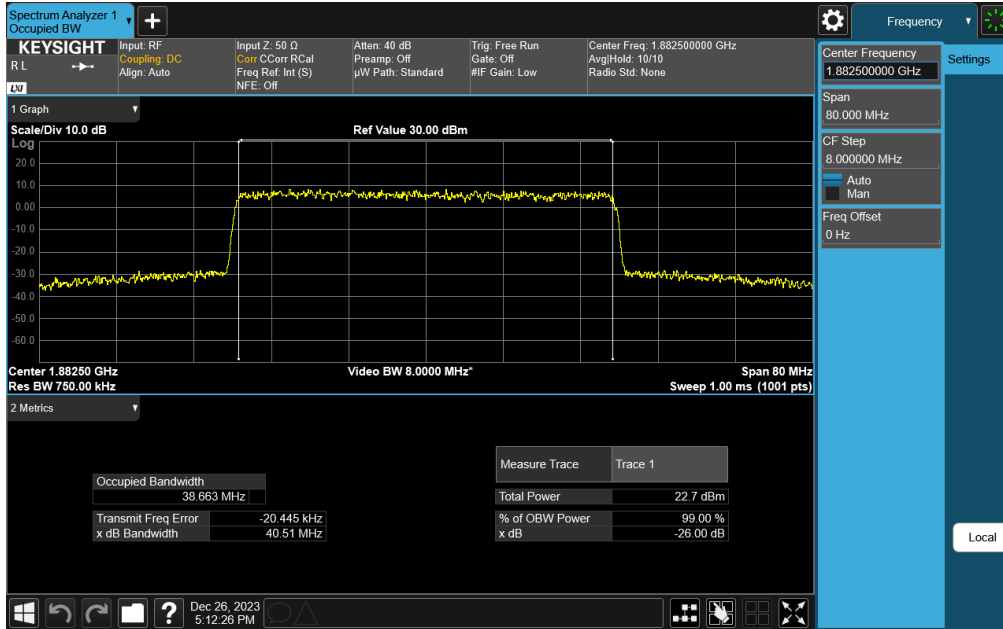 Spectrum Analyzer 1
Occupied BW
+
Frequency
KEYSIGHT
R L
LXI
Input: RF
Coupling: DC
Align: Auto
Input Z: 50 Ω
Corr CCorr RCal
Freq Ref: Int (S)
NFE: Off
Atten: 40 dB
Preamp: Off
µW Path: Standard
Trig: Free Run
Gate: Off
#IF Gain: Low
Center Freq: 1.882500000 GHz
Avg|Hold: 10/10
Radio Std: None
Center Frequency
1.882500000 GHz
Settings
Span
80.000 MHz
CF Step
8.000000 MHz
Auto
Man
Freq Offset
0 Hz
Local
1 Graph
Scale/Div 10.0 dB
Ref Value 30.00 dBm
Log
20.0
10.0
0.00
-10.0
-20.0
-30.0
-40.0
-50.0
-60.0
Center 1.88250 GHz
Video BW 8.0000 MHz*
Span 80 MHz
Res BW 750.00 kHz
Sweep 1.00 ms (1001 pts)
2 Metrics
Occupied Bandwidth
38.663 MHz
Transmit Freq Error -20.445 kHz
x dB Bandwidth 40.51 MHz
Measure Trace Trace 1
Total Power 22.7 dBm
% of OBW Power 99.00 %
x dB -26.00 dB
?
Dec 26, 2023
5:12:26 PM